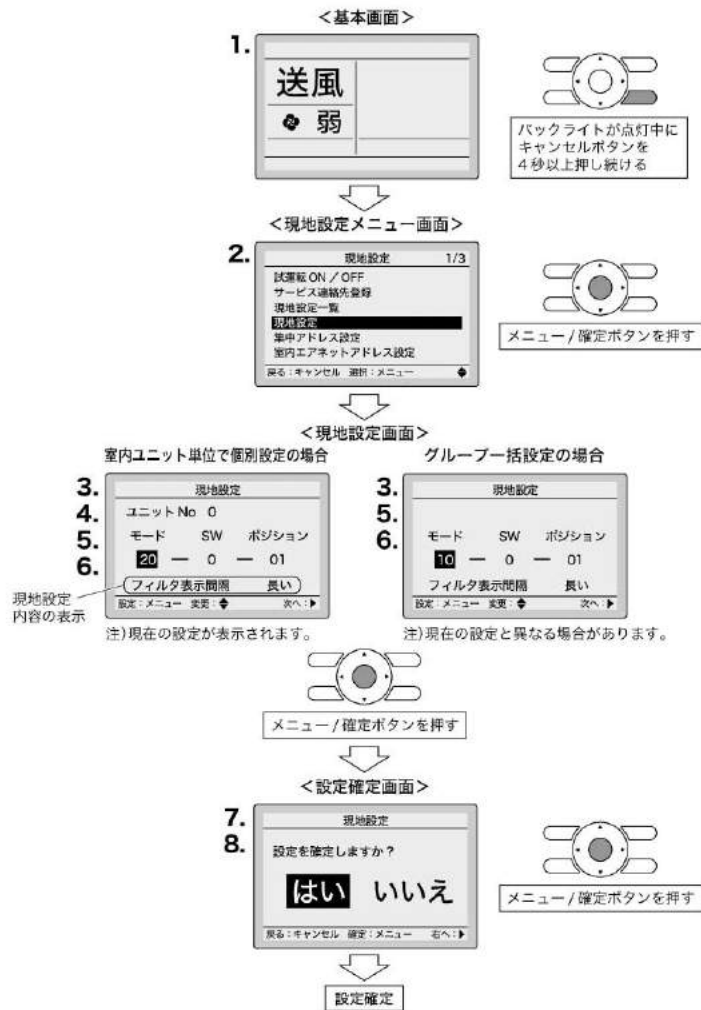 ＜基本画面＞
1.
送風
弱
バックライトが点灯中に
キャンセルボタンを
4秒以上押し続ける
＜現地設定メニュー画面＞
2.
現地設定 1/3
試運転 ON / OFF
サービス連絡先登録
現地設定一覧
現地設定
集中アドレス設定
室内エアネットアドレス設定
戻る：キャンセル 選択：メニュー
メニュー/確定ボタンを押す
＜現地設定画面＞
室内ユニット単位で個別設定の場合
3.
4.
5.
6.
現地設定
ユニット No 0
モード SW ポジション
20 － 0 － 01
フィルタ表示間隔 長い
設定：メニュー 変更： 次へ：
現地設定
内容の表示
注）現在の設定が表示されます。
グループ一括設定の場合
3.
5.
6.
現地設定
モード SW ポジション
10 － 0 － 01
フィルタ表示間隔 長い
設定：メニュー 変更： 次へ：
注）現在の設定と異なる場合があります。
メニュー/確定ボタンを押す
＜設定確定画面＞
7.
8.
現地設定
設定を確定しますか？
はい いいえ
戻る：キャンセル 確定：メニュー 右へ：
メニュー/確定ボタンを押す
設定確定